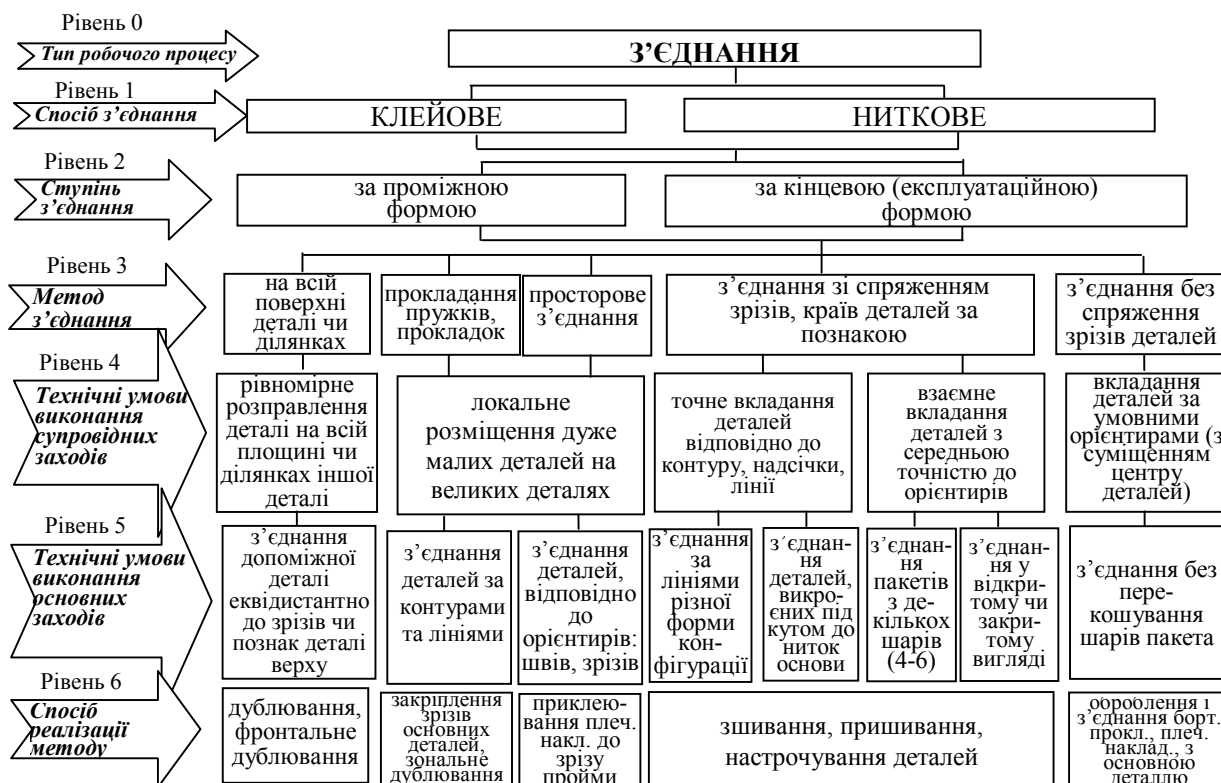 Рівень 0
Тип робочого процесу
З’ЄДНАННЯ
Рівень 1
Спосіб з’єднання
КЛЕЙОВЕ
НИТКОВЕ
Рівень 2
Ступінь
з’єднання
за проміжною
формою
за кінцевою (експлуатаційною)
формою
Рівень 3
Метод
з’єднання
на всій
поверхні
деталі чи
ділянках
прокладання
пружків,
прокладок
просторове
з’єднання
з’єднання зі спряженням
зрізів, країв деталей за
познакою
з’єднання без
спряження
зрізів деталей
Рівень 4
Технічні умови
виконання
супровідних
заходів
рівномірне
розправлення
деталі на всій
площині чи
ділянках іншої
деталі
локальне
розміщення дуже
малих деталей на
великих деталях
точне вкладання
деталей
відповідно до
контуру, надсічки,
лінії
взаємне
вкладання
деталей з
середньою
точністю до
орієнтирів
вкладання
деталей за
умовними
орієнтирами (з
суміщенням
центру
деталей)
Рівень 5
Технічні умови
виконання
основних
заходів
з’єднання
допоміжної
деталі
еквідистантно
до зрізів чи
познак деталі
верху
з’єднання
деталей за
контурами
та лініями
з’єднання
деталей,
відповідно
до
орієнтирів:
швів, зрізів
з’єднання
за
лініями
різної
форми
кон-
фігурації
з´єднан-
ня
деталей,
викро-
єних під
кутом до
ниток
основи
з’єднан-
ня
пакетів
з де-
кількох
шарів
(4-6)
з’єднан-
ня у
відкри-
тому чи
закри-
тому
вигляді
з’єднання без
пере-
кошування
шарів пакета
Рівень 6
Спосіб
реалізації
методу
дублювання,
фронтальне
дублювання
закріплення
зрізів
основних
деталей,
зональне
дублювання
приклею-
вання плеч.
накл. до
зрізу
пройми
зшивання, пришивання,
настрочування деталей
оброблення і
з’єднання борт.
прокл., плеч.
наклад., з
основною
деталлю